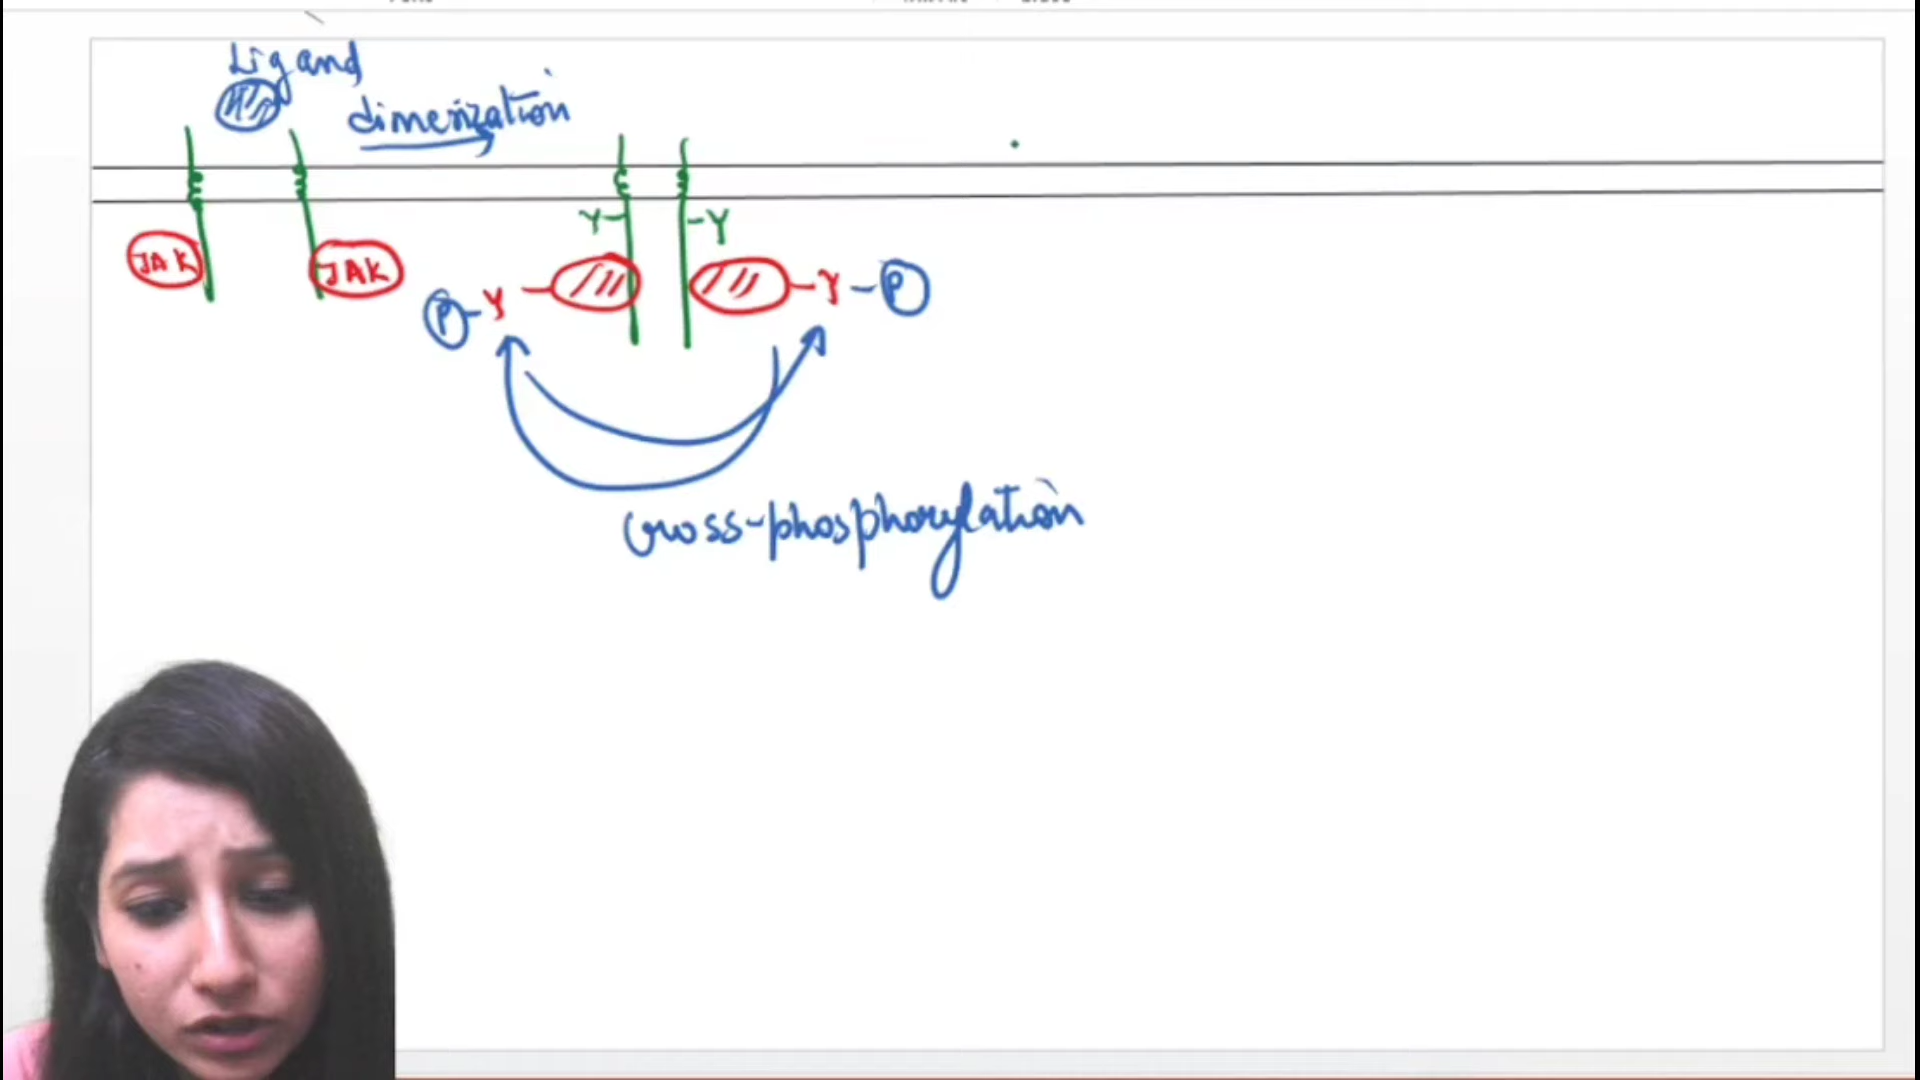 Ligand
dimerization
Y Y
JAK JAK
P Y Y P
cross-phosphorylation